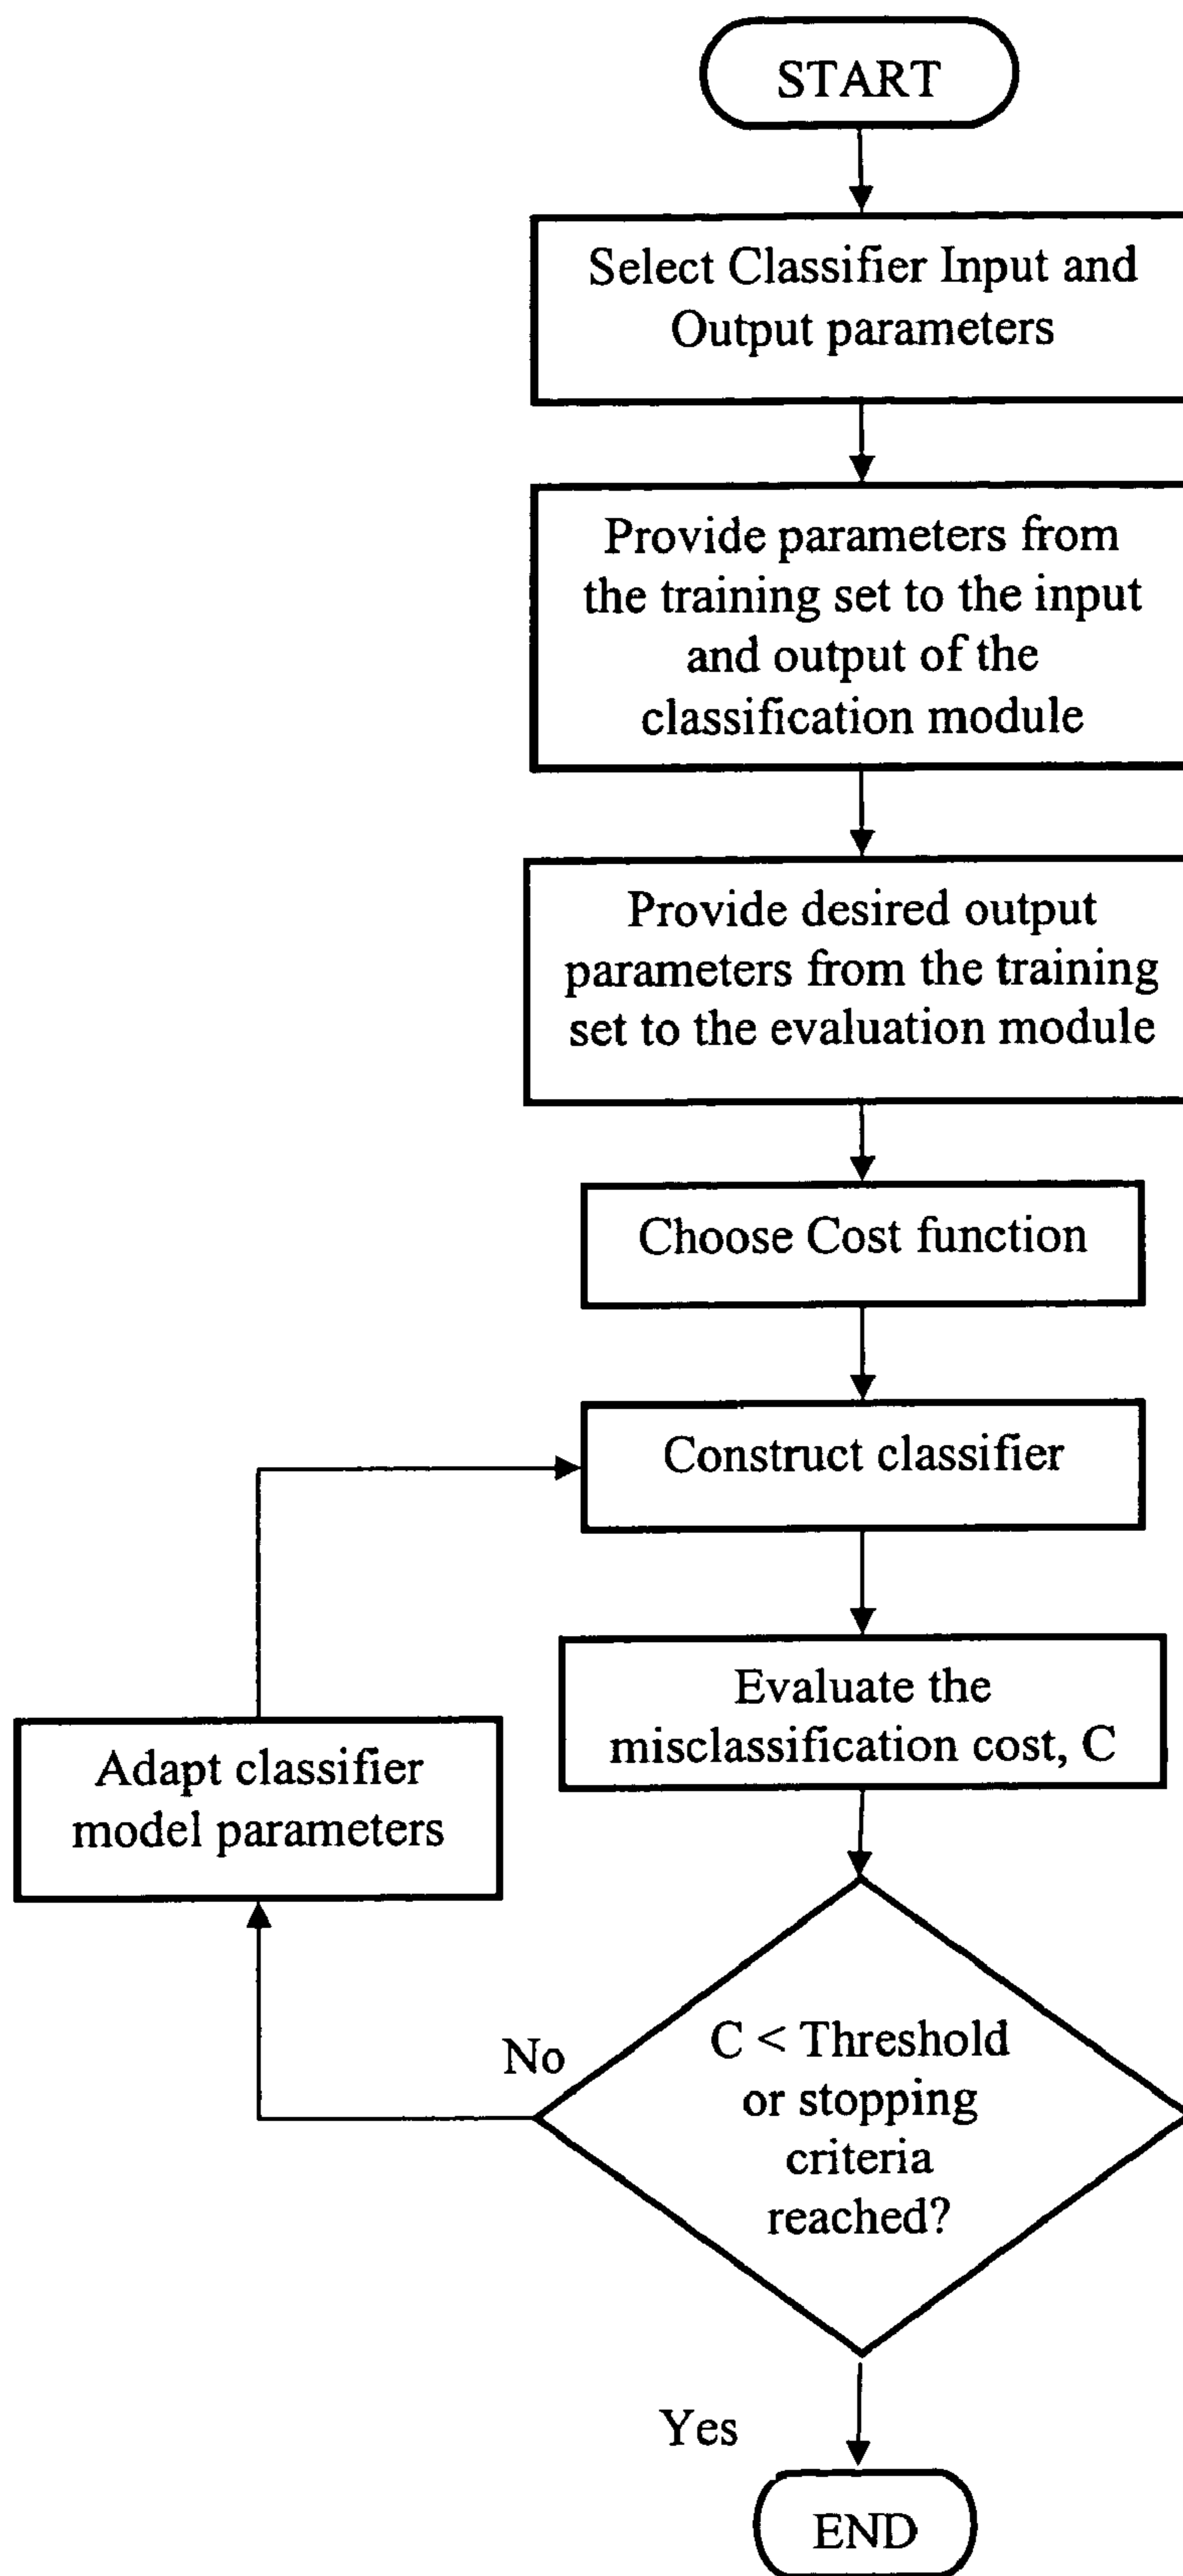 START
Select Classifier Input and
Output parameters
Provide parameters from
the training set to the input
and output of the
classification module
Provide desired output
parameters from the training
set to the evaluation module
Choose Cost function
Construct classifier
Evaluate the
misclassification cost, C
Adapt classifier
model parameters
No
C < Threshold
or stopping
criteria
reached?
Yes
END